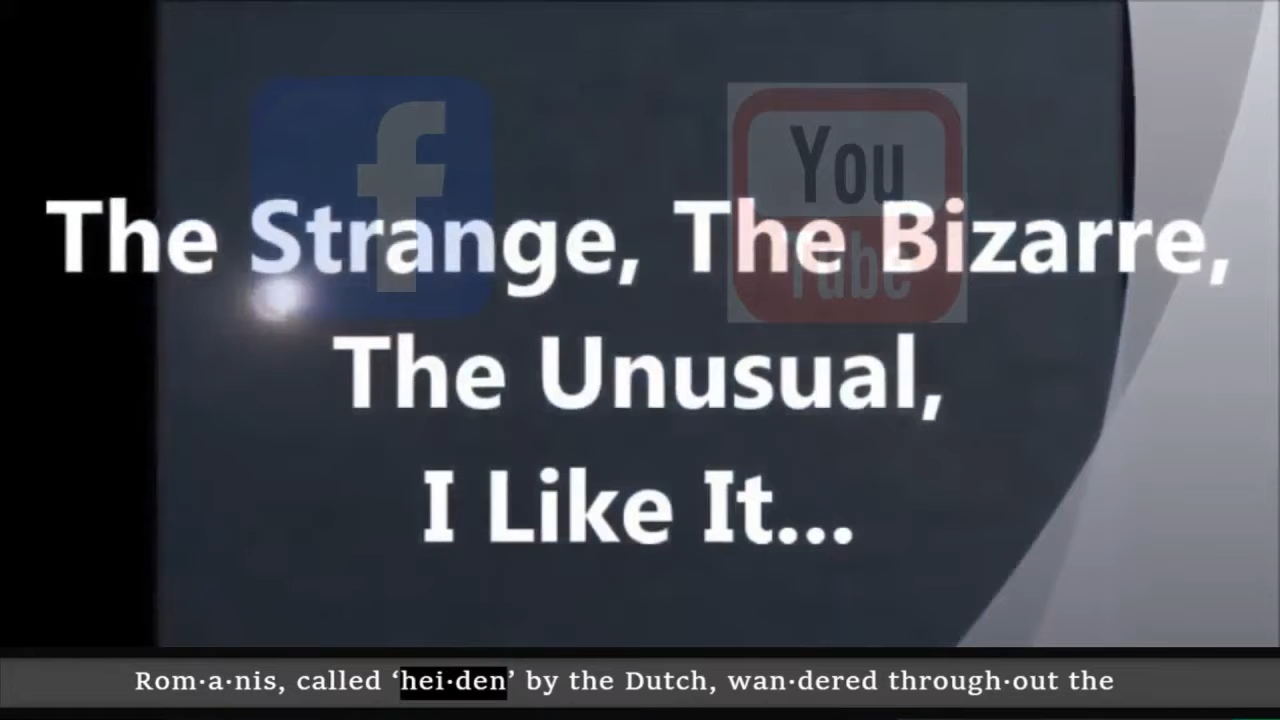 f
You
Tube
The Strange, The Bizarre,
The Unusual,
I Like It...
Rom·a·nis, called ‘hei·den’ by the Dutch, wan·dered through·out the